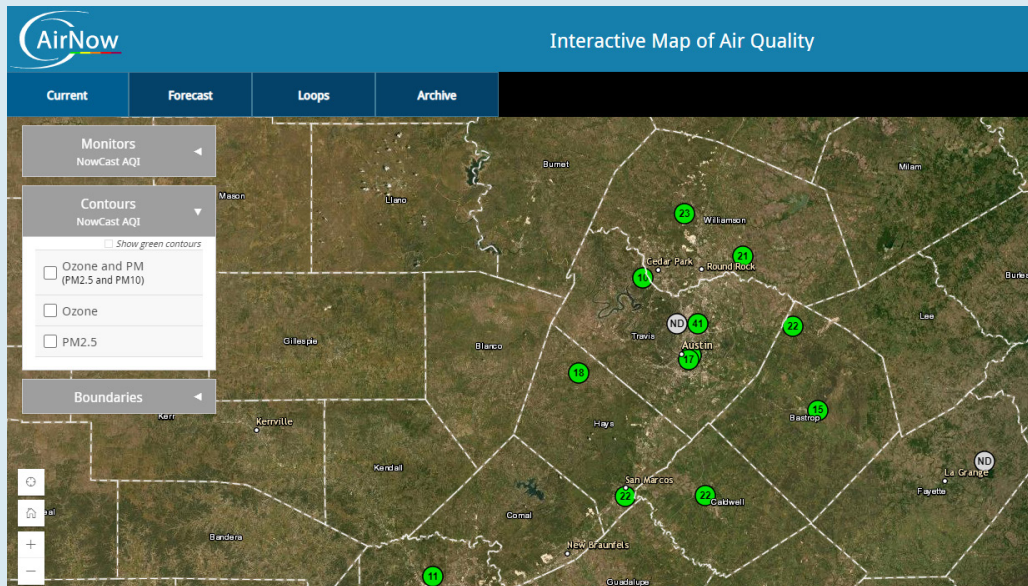 AirNow
Interactive Map of Air Quality
Current
Forecast
Loops
Archive
Monitors
NowCast AQI
Contours
NowCast AQI
Show green contours
Ozone and PM
(PM2.5 and PM10)
Ozone
PM2.5
Boundaries
Burnet
Milam
Mason
Llano
23
Williamson
21
Cedar Park
Round Rock
ND
41
22
Lee
Travis
Austin
17
Gillespie
Blanco
18
15
Bastrop
Kerrville
Hays
Kendall
ND
La Grange
Fayette
San Marcos
22
22
Caldwell
Comal
Bandera
New Braunfels
11
Guadalupe
+
−